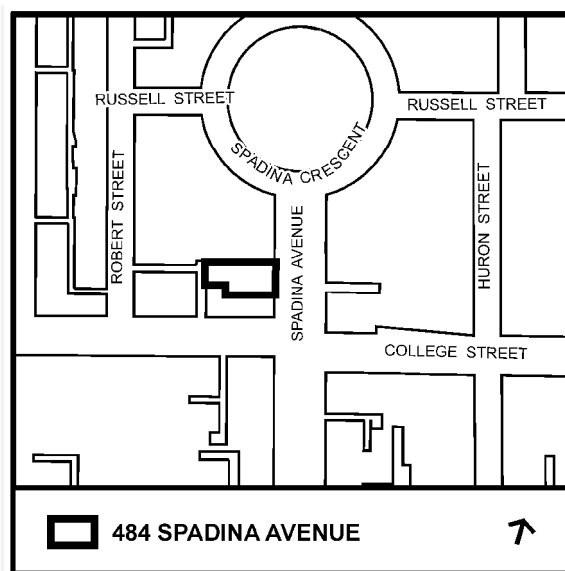 RUSSELL STREET
RUSSELL STREET
SPADINA CRESCENT
ROBERT STREET
SPADINA AVENUE
HURON STREET
COLLEGE STREET
484 SPADINA AVENUE